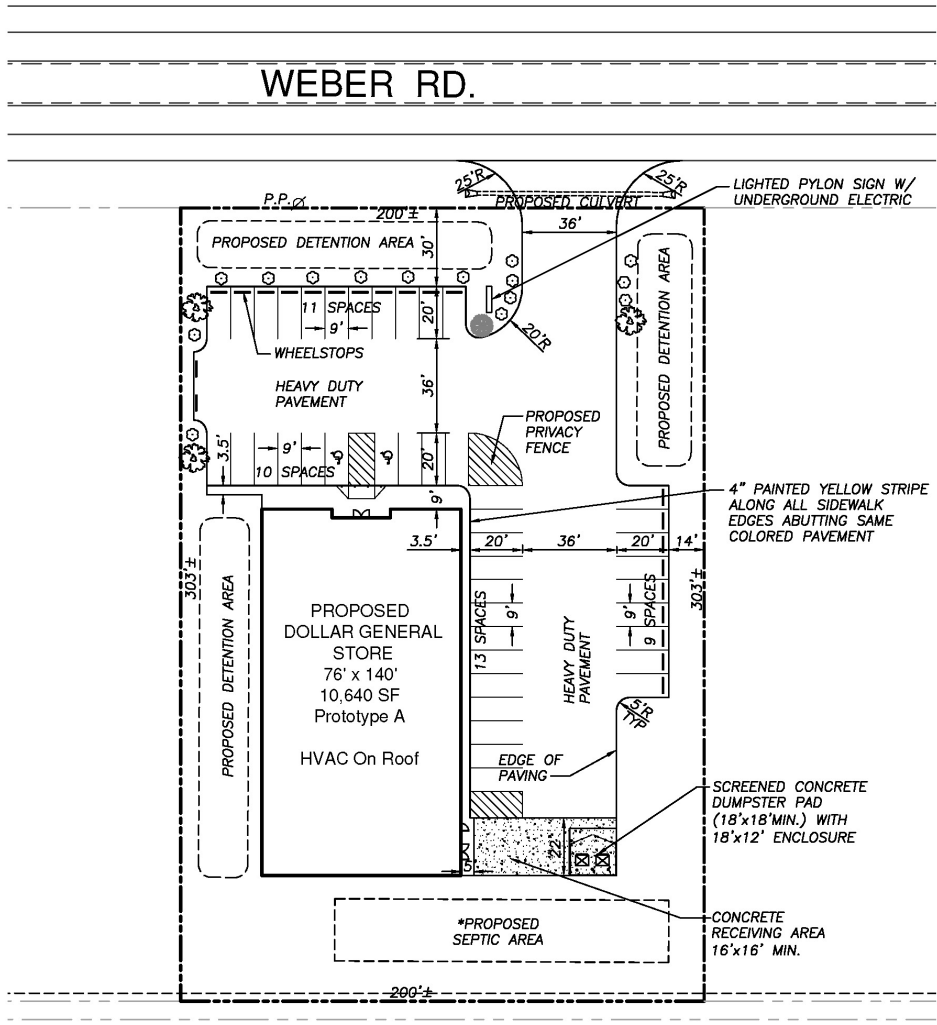 WEBER RD.
25'R
25'R
LIGHTED PYLON SIGN W/
UNDERGROUND ELECTRIC
P.P.
PROPOSED CULVERT
200'±
36'
PROPOSED DETENTION AREA
30'
PROPOSED DETENTION AREA
11 SPACES
9'
20'
20'R
WHEELSTOPS
HEAVY DUTY
PAVEMENT
36'
PROPOSED
PRIVACY
FENCE
3.5'
9'
10 SPACES
20'
9'
4" PAINTED YELLOW STRIPE
ALONG ALL SIDEWALK
EDGES ABUTTING SAME
COLORED PAVEMENT
3.5'
20'
36'
20'
14'
303'±
303'±
PROPOSED DETENTION AREA
PROPOSED
DOLLAR GENERAL
STORE
76' x 140'
10,640 SF
Prototype A
HVAC On Roof
13 SPACES
9'
HEAVY DUTY
PAVEMENT
9'
9 SPACES
5'R
TYP
EDGE OF
PAVING
SCREENED CONCRETE
DUMPSTER PAD
(18'x18'MIN.) WITH
18'x12' ENCLOSURE
22'
5'
*PROPOSED
SEPTIC AREA
CONCRETE
RECEIVING AREA
16'x16' MIN.
200'±